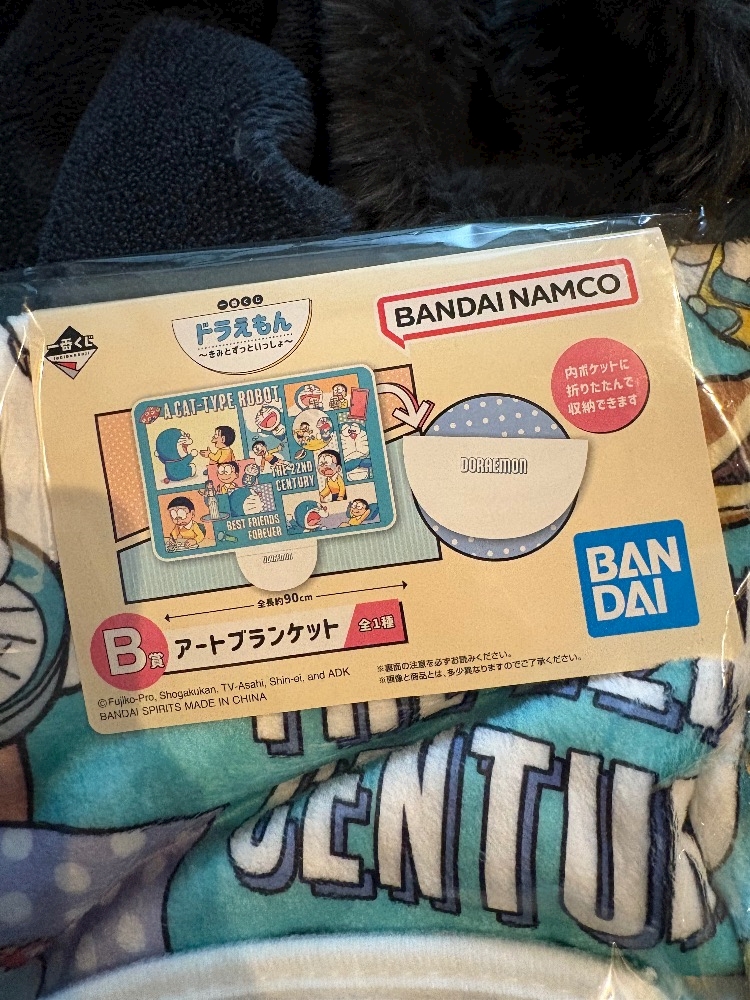 一番くじ
ICHIBANKUJI
一番くじ
ドラえもん
～きみとずっといっしょ～
BANDAI NAMCO
内ポケットに
折りたたんで
収納できます
A CAT-TYPE ROBOT
THE 22ND
CENTURY
BEST FRIENDS
FOREVER
DORAEMON
DORAEMON
BAN
DAI
全長約90cm
B賞 アートブランケット 全1種
©Fujiko-Pro, Shogakukan, TV-Asahi, Shin-ei, and ADK
BANDAI SPIRITS MADE IN CHINA
※裏面の注意を必ずお読みください。
※画像と商品とは、多少異なりますのでご了承ください。
CENTU